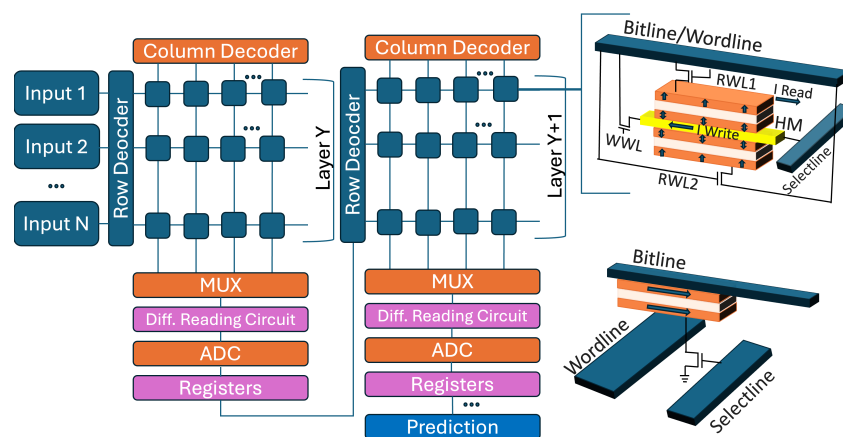 Column Decoder
Input 1
Input 2
...
Input N
Row Deocder
...
...
Layer Y
MUX
Diff. Reading Circuit
ADC
Registers
Column Decoder
Row Deocder
...
...
Layer Y+1
MUX
Diff. Reading Circuit
ADC
Registers
...
Prediction
Bitline/Wordline
RWL1
I Read
HM
I Write
WWL
RWL2
Selectline
Bitline
Wordline
Selectline